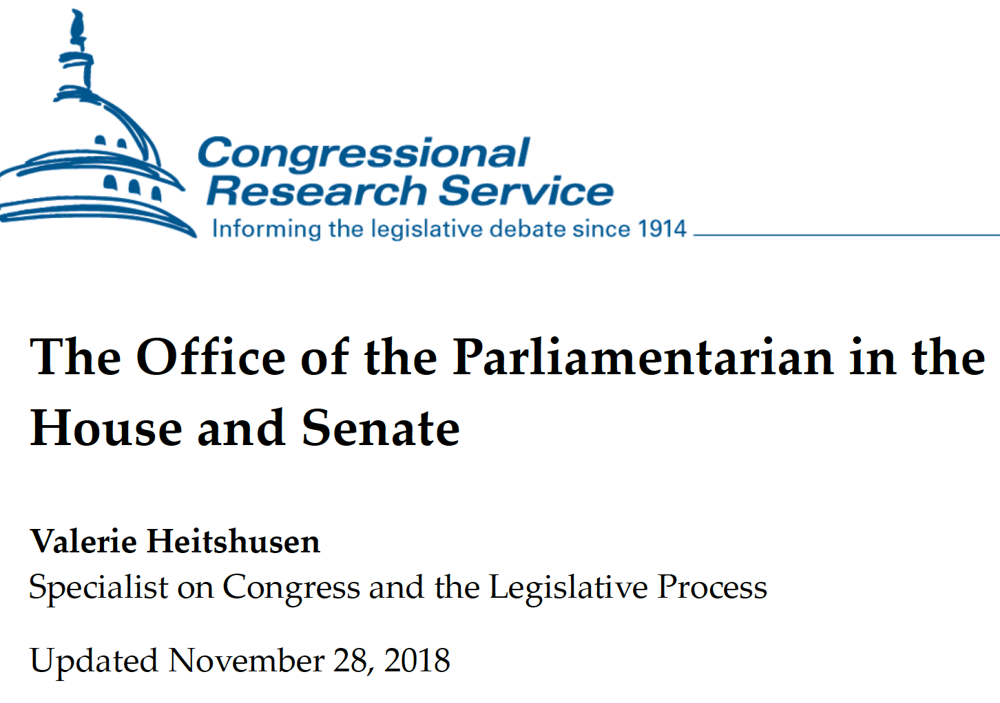 Congressional
Research Service
Informing the legislative debate since 1914
The Office of the Parliamentarian in the
House and Senate
Valerie Heitshusen
Specialist on Congress and the Legislative Process
Updated November 28, 2018